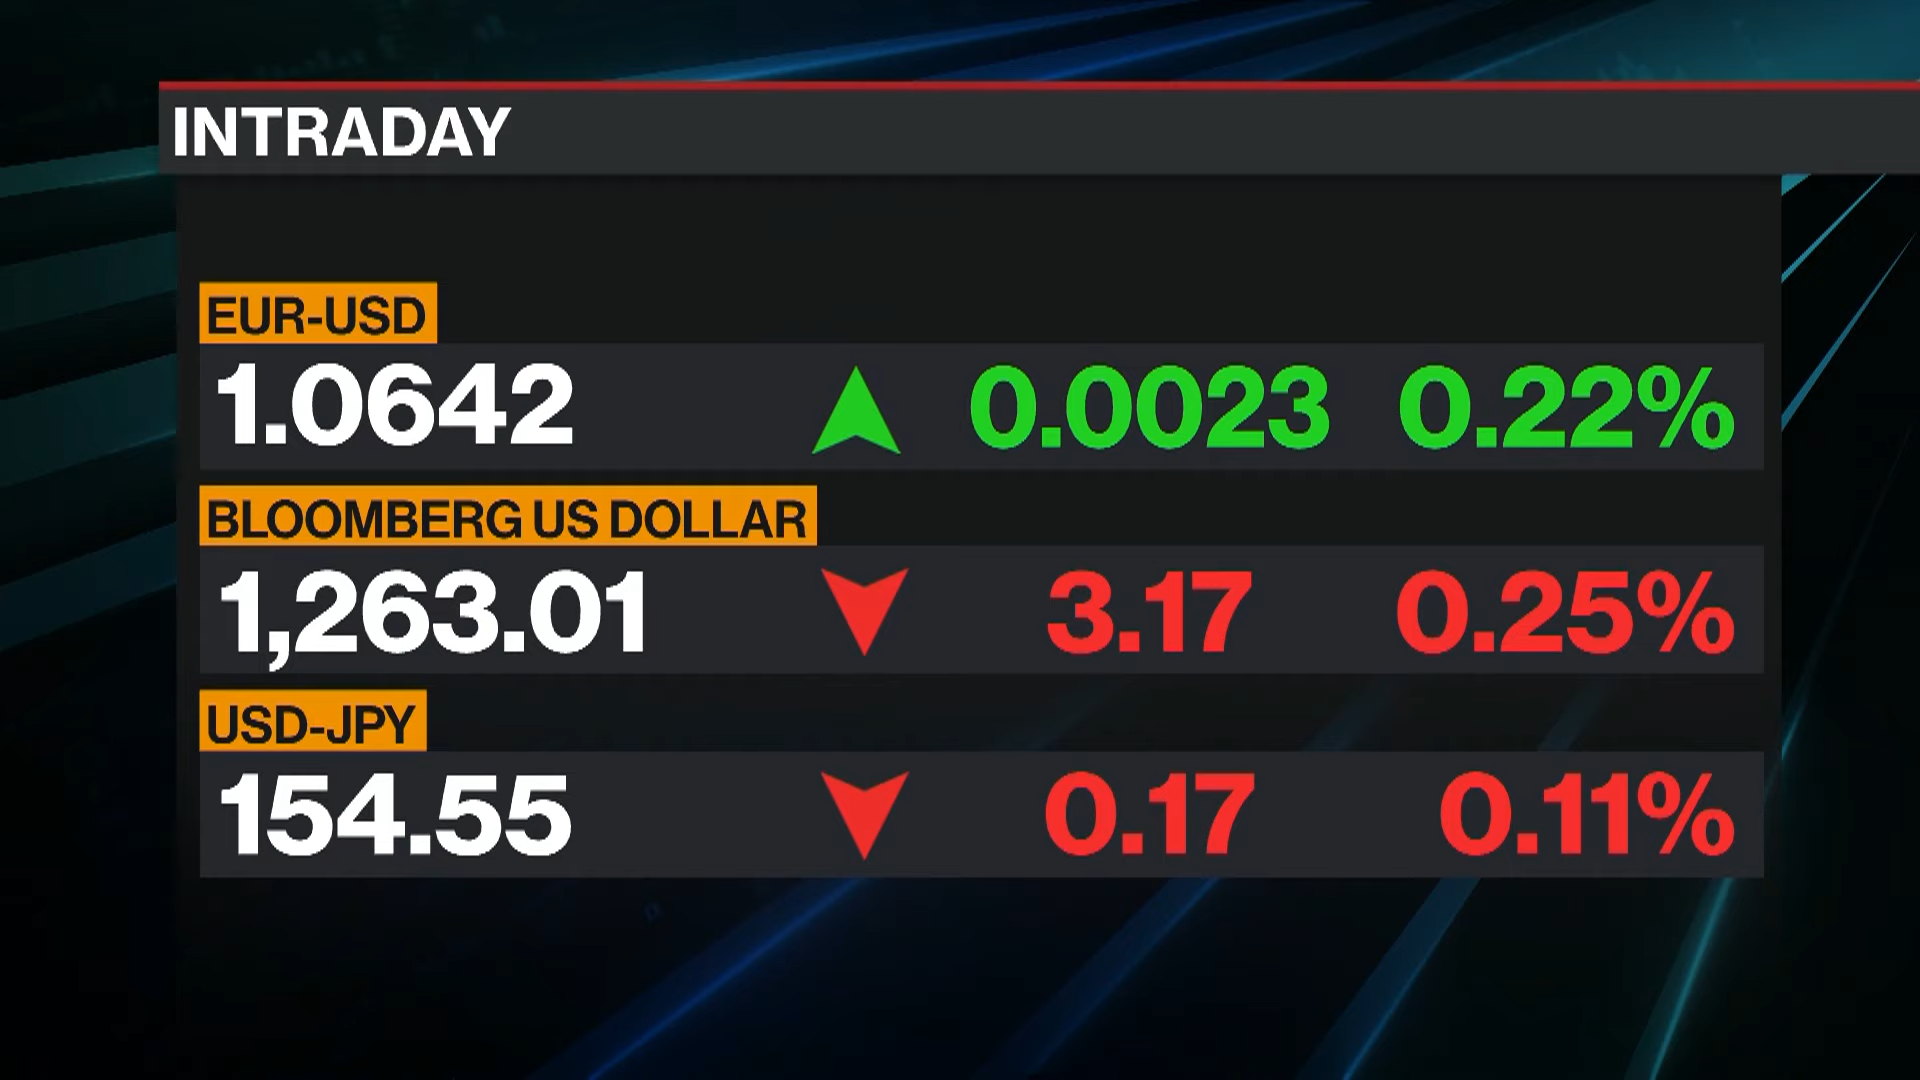 INTRADAY
EUR-USD
1.0642 0.0023 0.22%
BLOOMBERG US DOLLAR
1,263.01 3.17 0.25%
USD-JPY
154.55 0.17 0.11%